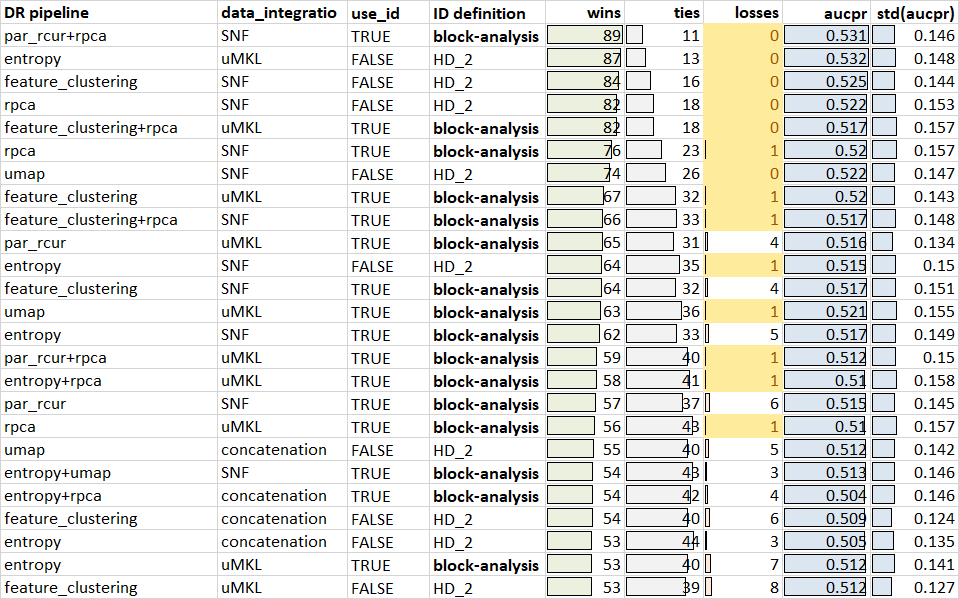 DR pipeline data_integratio use_id ID definition wins ties losses aucpr std(aucpr)
par_rcur+rpca SNF TRUE block-analysis 89 11 0 0.531 0.146
entropy uMKL FALSE HD_2 87 13 0 0.532 0.148
feature_clustering SNF FALSE HD_2 84 16 0 0.525 0.144
rpca SNF FALSE HD_2 82 18 0 0.522 0.153
feature_clustering+rpca uMKL TRUE block-analysis 82 18 0 0.517 0.157
rpca SNF TRUE block-analysis 76 23 1 0.52 0.157
umap SNF FALSE HD_2 74 26 0 0.522 0.147
feature_clustering uMKL TRUE block-analysis 67 32 1 0.52 0.143
feature_clustering+rpca SNF TRUE block-analysis 66 33 1 0.517 0.148
par_rcur uMKL TRUE block-analysis 65 31 4 0.516 0.134
entropy SNF FALSE HD_2 64 35 1 0.515 0.15
feature_clustering SNF TRUE block-analysis 64 32 4 0.517 0.151
umap uMKL TRUE block-analysis 63 36 1 0.521 0.155
entropy SNF TRUE block-analysis 62 33 5 0.517 0.149
par_rcur+rpca uMKL TRUE block-analysis 59 40 1 0.512 0.15
entropy+rpca uMKL TRUE block-analysis 58 41 1 0.51 0.158
par_rcur SNF TRUE block-analysis 57 37 6 0.515 0.145
rpca uMKL TRUE block-analysis 56 43 1 0.51 0.157
umap concatenation FALSE HD_2 55 40 5 0.512 0.142
entropy+umap SNF TRUE block-analysis 54 43 3 0.513 0.146
entropy+rpca concatenation TRUE block-analysis 54 42 4 0.504 0.146
feature_clustering concatenation FALSE HD_2 54 40 6 0.509 0.124
entropy concatenation FALSE HD_2 53 44 3 0.505 0.135
entropy uMKL TRUE block-analysis 53 40 7 0.512 0.141
feature_clustering uMKL FALSE HD_2 53 39 8 0.512 0.127